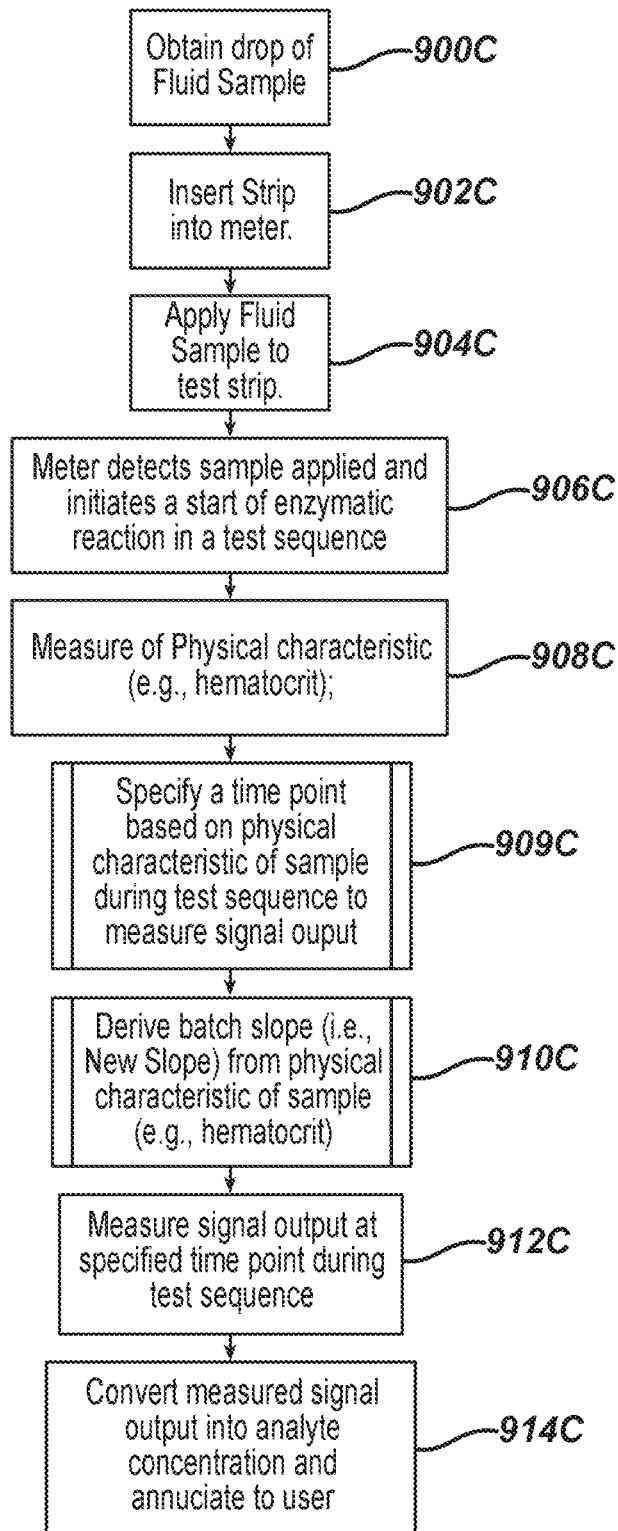 Obtain drop of
Fluid Sample
900C
Insert Strip
into meter.
902C
Apply Fluid
Sample to
test strip.
904C
Meter detects sample applied and
initiates a start of enzymatic
reaction in a test sequence
906C
Measure of Physical characteristic
(e.g., hematocrit);
908C
Specify a time point
based on physical
characteristic of sample
during test sequence to
measure signal ouput
909C
Derive batch slope (i.e.,
New Slope) from physical
characteristic of sample
(e.g., hematocrit)
910C
Measure signal output at
specified time point during
test sequence
912C
Convert measured signal
output into analyte
concentration and
annuciate to user
914C